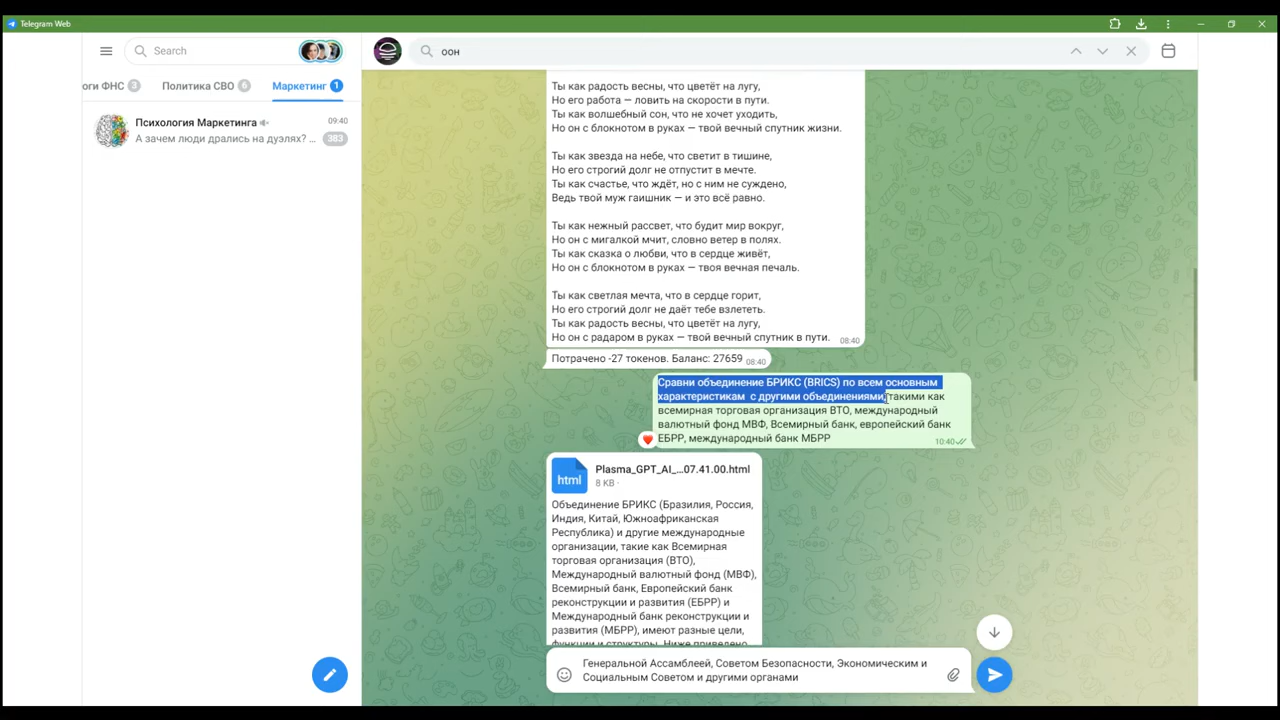 Telegram Web
Search
оон
оги ФНС 3
Политика СВО 6
Маркетинг 1
Психология Маркетинга
09:40
А зачем люди дрались на дуэлях? ...
383
Ты как радость весны, что цветёт на лугу,
Но его работа — ловить на скорости в пути.
Ты как волшебный сон, что не хочет уходить,
Но он с блокнотом в руках — твой вечный спутник жизни.
Ты как звезда на небе, что светит в тишине,
Но его строгий долг не отпустит в мечте.
Ты как счастье, что ждёт, но с ним не суждено,
Ведь твой муж гаишник — и это всё равно.
Ты как нежный рассвет, что будит мир вокруг,
Но он с мигалкой мчит, словно ветер в полях.
Ты как сказка о любви, что в сердце живёт,
Но он с блокнотом в руках — твоя вечная печаль.
Ты как светлая мечта, что в сердце горит,
Но его строгий долг не даёт тебе взлететь.
Ты как радость весны, что цветёт на лугу,
Но он с радаром в руках — твой вечный спутник в пути.
08:40
Потрачено -27 токенов. Баланс: 27659
08:40
Сравни объединение БРИКС (BRICS) по всем основным
характеристикам с другими объединениями, такими как
всемирная торговая организация ВТО, международный
валютный фонд МВФ, Всемирный банк, европейский банк
ЕБРР, международный банк МБРР
10:40
html
Plasma_GPT_AI_...07.41.00.html
8 KB ·
Объединение БРИКС (Бразилия, Россия,
Индия, Китай, Южноафриканская
Республика) и другие международные
организации, такие как Всемирная
торговая организация (ВТО),
Международный валютный фонд (МВФ),
Всемирный банк, Европейский банк
реконструкции и развития (ЕБРР) и
Международный банк реконструкции и
развития (МБРР), имеют разные цели,
функции и структуры. Ниже приведено
Генеральной Ассамблеей, Советом Безопасности, Экономическим и
Социальным Советом и другими органами